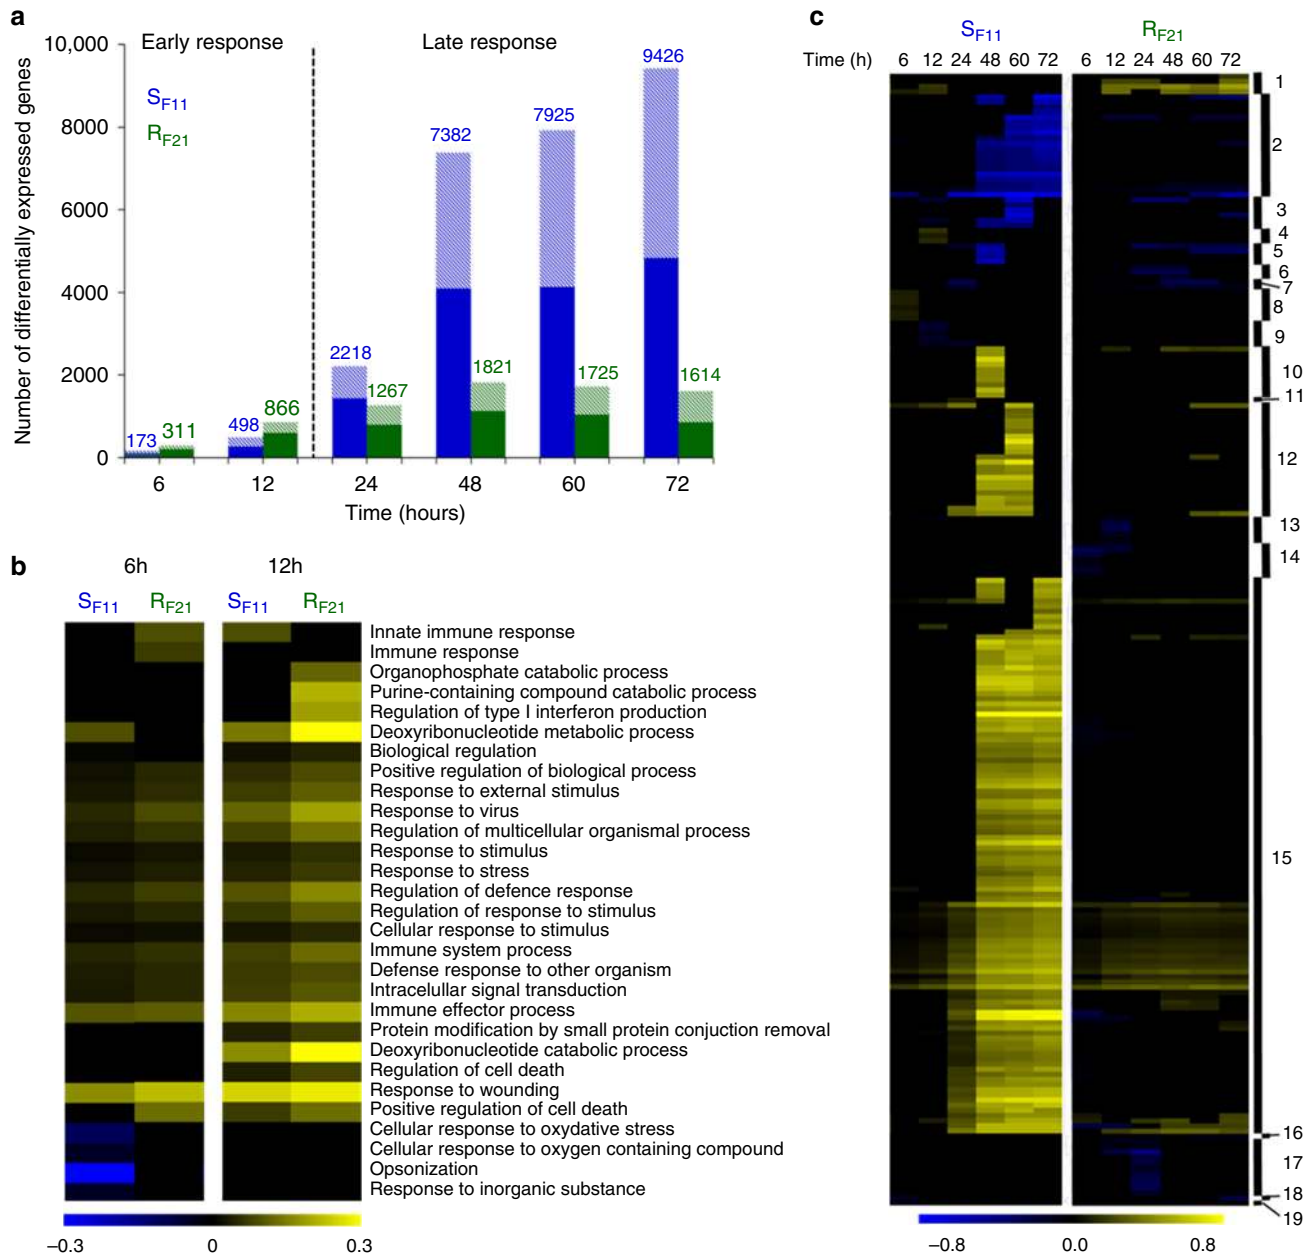 a
Early response
Late response
Number of differentially expressed genes
10,000
8000
6000
4000
2000
0
SF11
RF21
173
311
498
866
2218
1267
7382
1821
7925
1725
9426
1614
6 12 24 48 60 72
Time (hours)
b
6h 12h
SF11 RF21 SF11 RF21
Innate immune response
Immune response
Organophosphate catabolic process
Purine-containing compound catabolic process
Regulation of type I interferon production
Deoxyribonucleotide metabolic process
Biological regulation
Positive regulation of biological process
Response to external stimulus
Response to virus
Regulation of multicellular organismal process
Response to stimulus
Response to stress
Regulation of defence response
Regulation of response to stimulus
Cellular response to stimulus
Immune system process
Defense response to other organism
Intracelullar signal transduction
Immune effector process
Protein modification by small protein conjuction removal
Deoxyribonucleotide catabolic process
Regulation of cell death
Response to wounding
Positive regulation of cell death
Cellular response to oxydative stress
Cellular response to oxygen containing compound
Opsonization
Response to inorganic substance
−0.3 0 0.3
c
SF11 RF21
Time (h) 6 12 24 48 60 72 6 12 24 48 60 72
1
2
3
4
5
6
7
8
9
10
11
12
13
14
15
16
17
18
19
−0.8 0.0 0.8